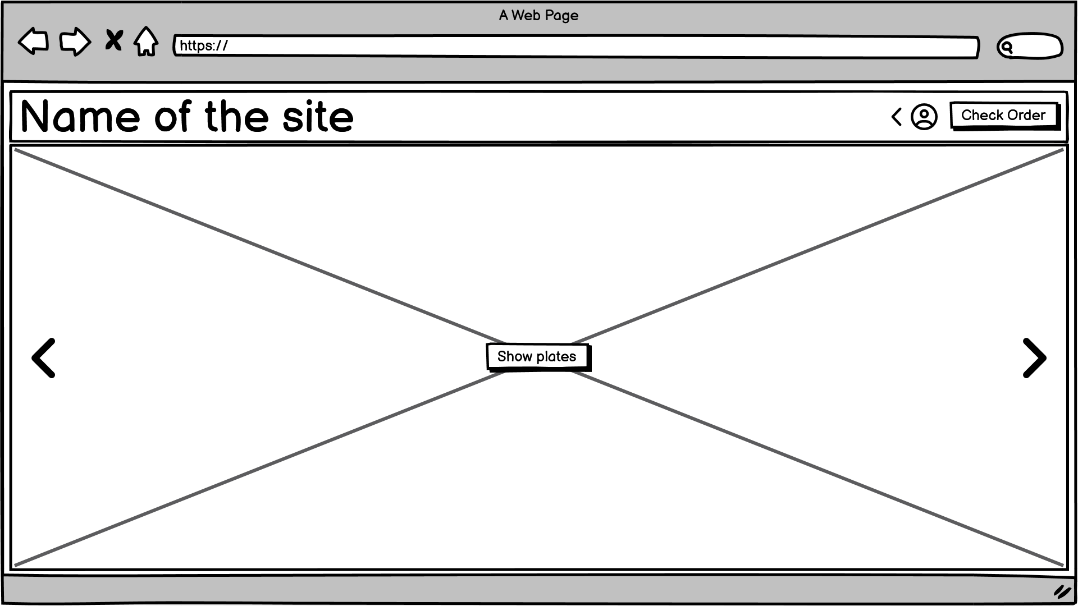 A Web Page
https://
Name of the site
Check Order
Show plates